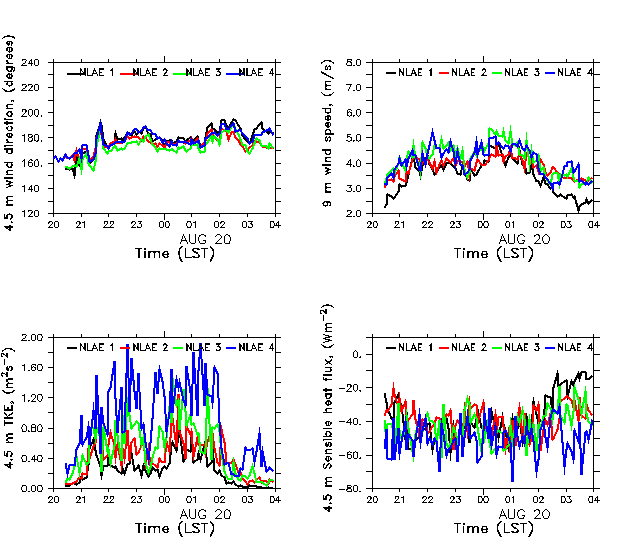 4.5 m wind direction, (degrees)
240
220
200.
180
160
140
120
NLAE 1 NLAE 2 NLAE 3 NLAE 4
20 21 22 23 00 01 02 03 04
AUG 20
Time (LST)
9 m wind speed, (m/s)
8.0
7.0
6.0
5.0
4.0
3.0
2.0
NLAE 1 NLAE 2 NLAE 3 NLAE 4
20 21 22 23 00 01 02 03 04
AUG 20
Time (LST)
4.5 m TKE, (m²s⁻²)
2.00
1.60
1.20
0.80
0.40
0.00
NLAE 1 NLAE 2 NLAE 3 NLAE 4
20 21 22 23 00 01 02 03 04
AUG 20
Time (LST)
4.5 m Sensible heat flux, (Wm⁻²)
0.
-20.
-40.
-60.
-80.
NLAE 1 NLAE 2 NLAE 3 NLAE 4
20 21 22 23 00 01 02 03 04
AUG 20
Time (LST)